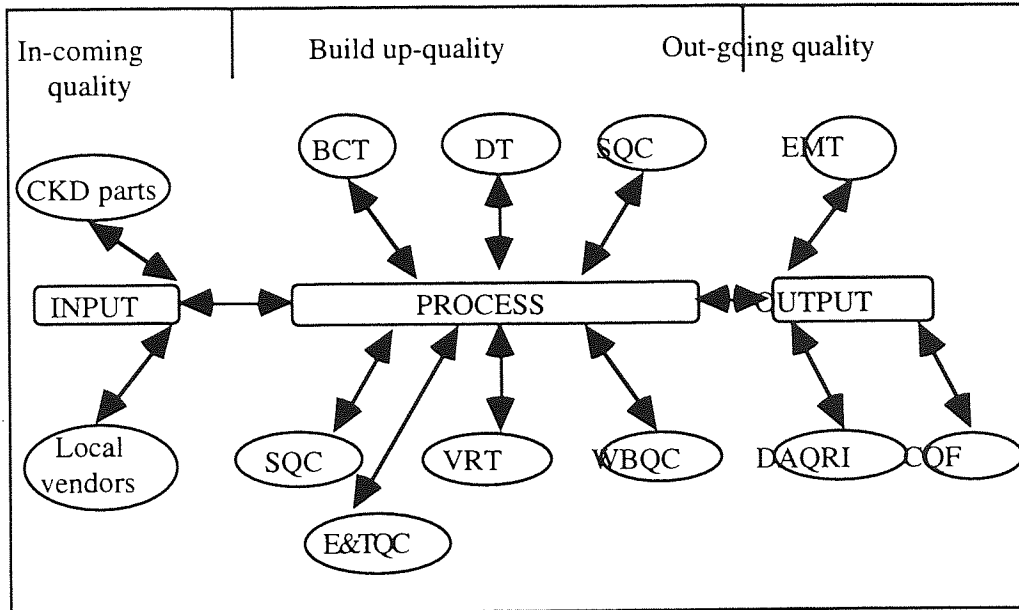 In-coming
quality
Build up-quality
Out-going quality
BCT
DT
SQC
EMT
CKD parts
INPUT
PROCESS
OUTPUT
Local
vendors
SQC
VRT
WBQC
DAQRI
CQF
E&TQC